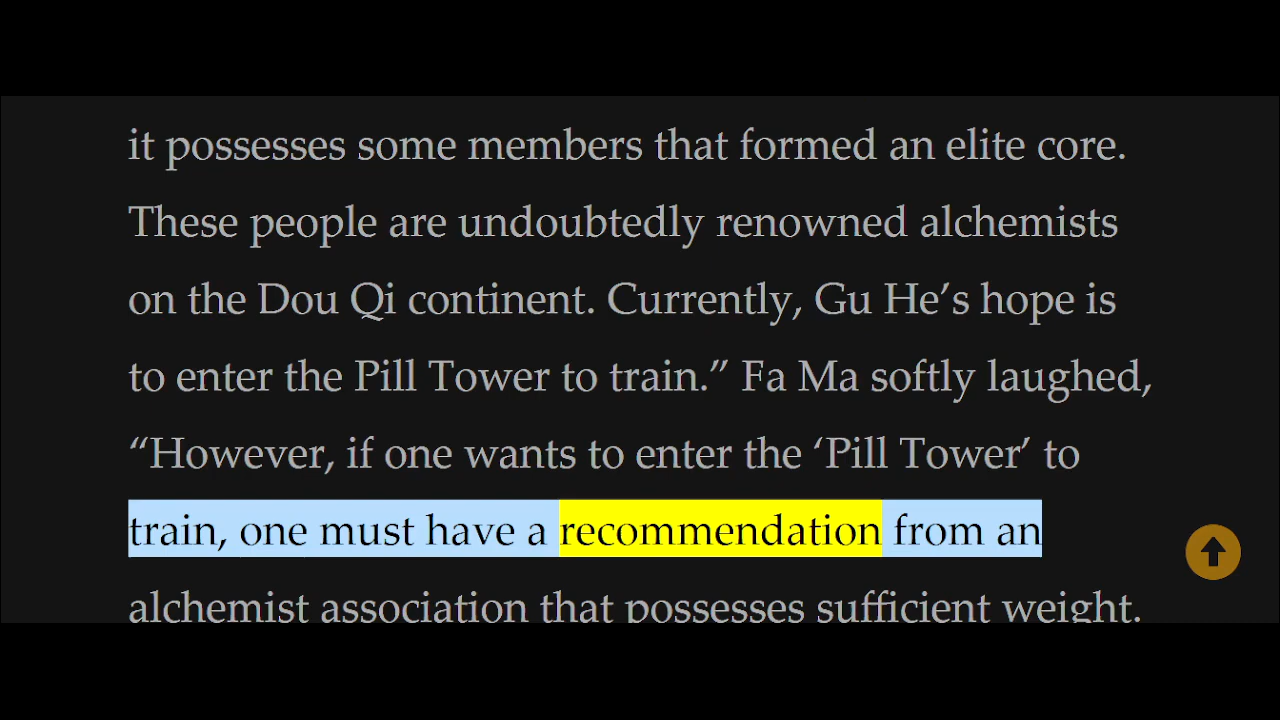 it possesses some members that formed an elite core.
These people are undoubtedly renowned alchemists
on the Dou Qi continent. Currently, Gu He’s hope is
to enter the Pill Tower to train.” Fa Ma softly laughed,
“However, if one wants to enter the ‘Pill Tower’ to
train, one must have a recommendation from an
alchemist association that possesses sufficient weight.